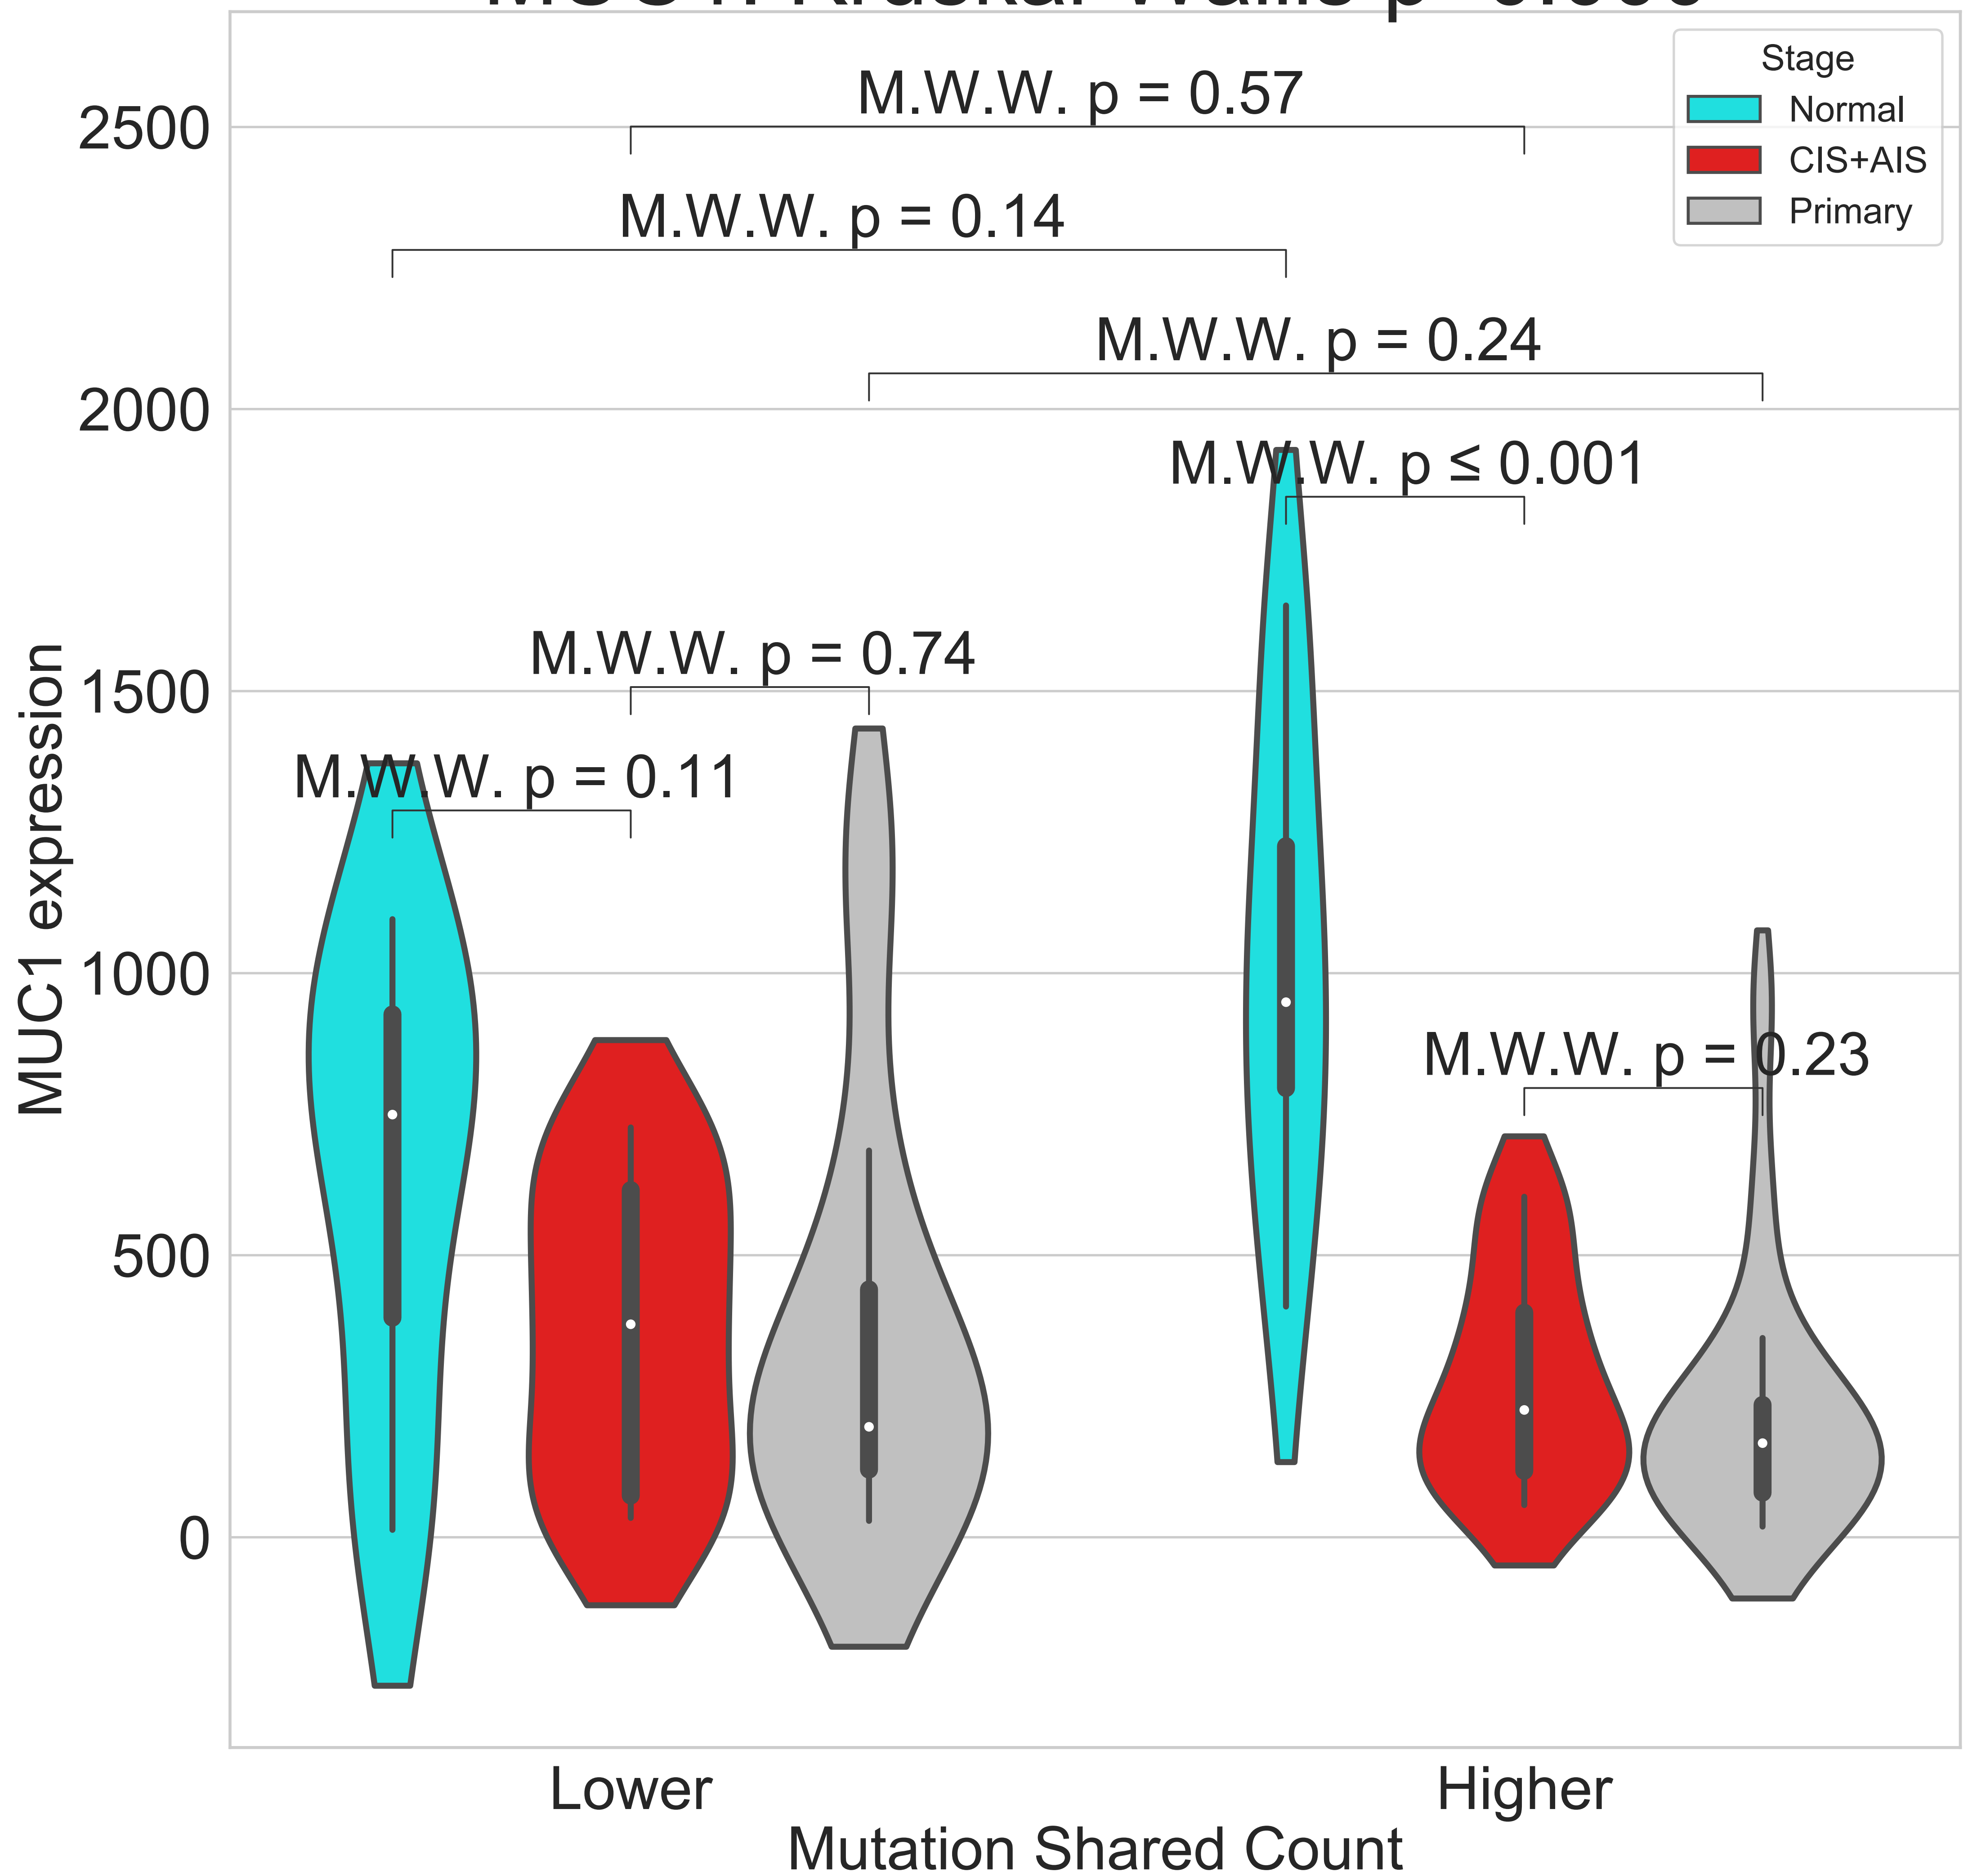 Stage
Normal
CIS+AIS
Primary
M.W.W. p = 0.57
M.W.W. p = 0.14
M.W.W. p = 0.24
M.W.W. p ≤ 0.001
M.W.W. p = 0.74
M.W.W. p = 0.11
M.W.W. p = 0.23
2500
2000
1500
1000
500
0
MUC1 expression
Lower
Higher
Mutation Shared Count